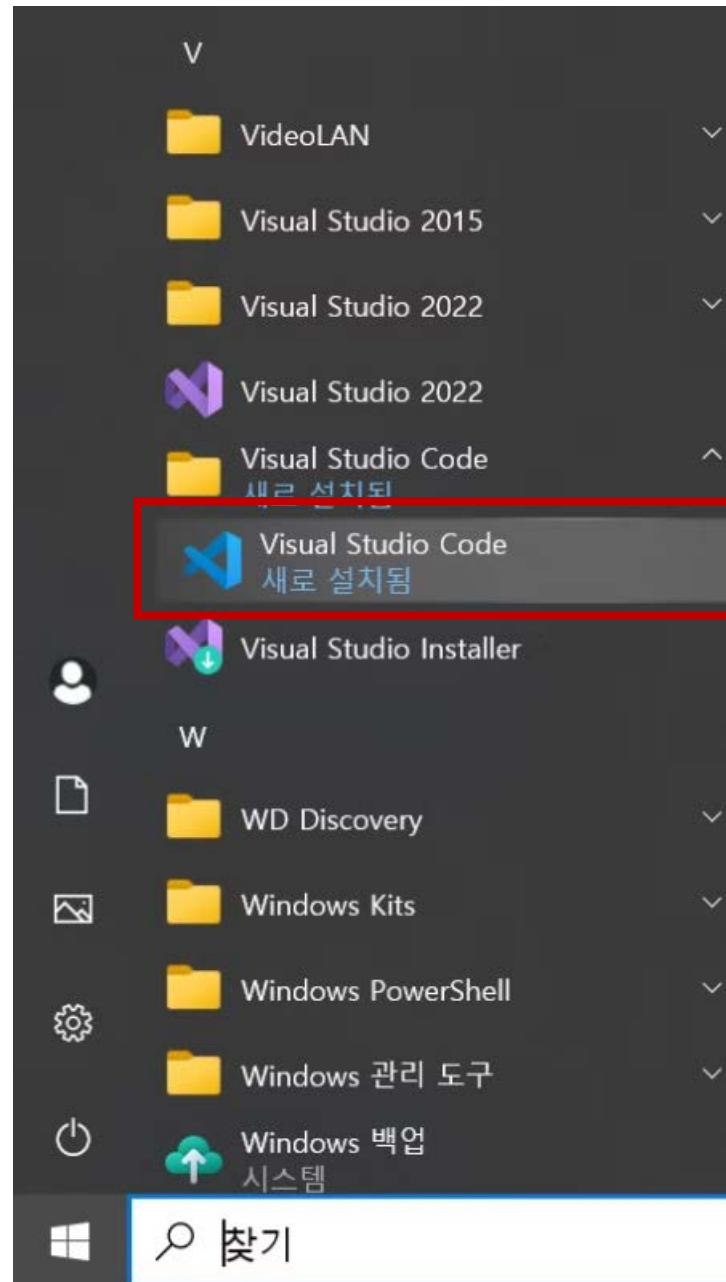 V
VideoLAN
Visual Studio 2015
Visual Studio 2022
Visual Studio 2022
Visual Studio Code
새로 설치됨
Visual Studio Code
새로 설치됨
Visual Studio Installer
W
WD Discovery
Windows Kits
Windows PowerShell
Windows 관리 도구
Windows 백업
시스템
찾기